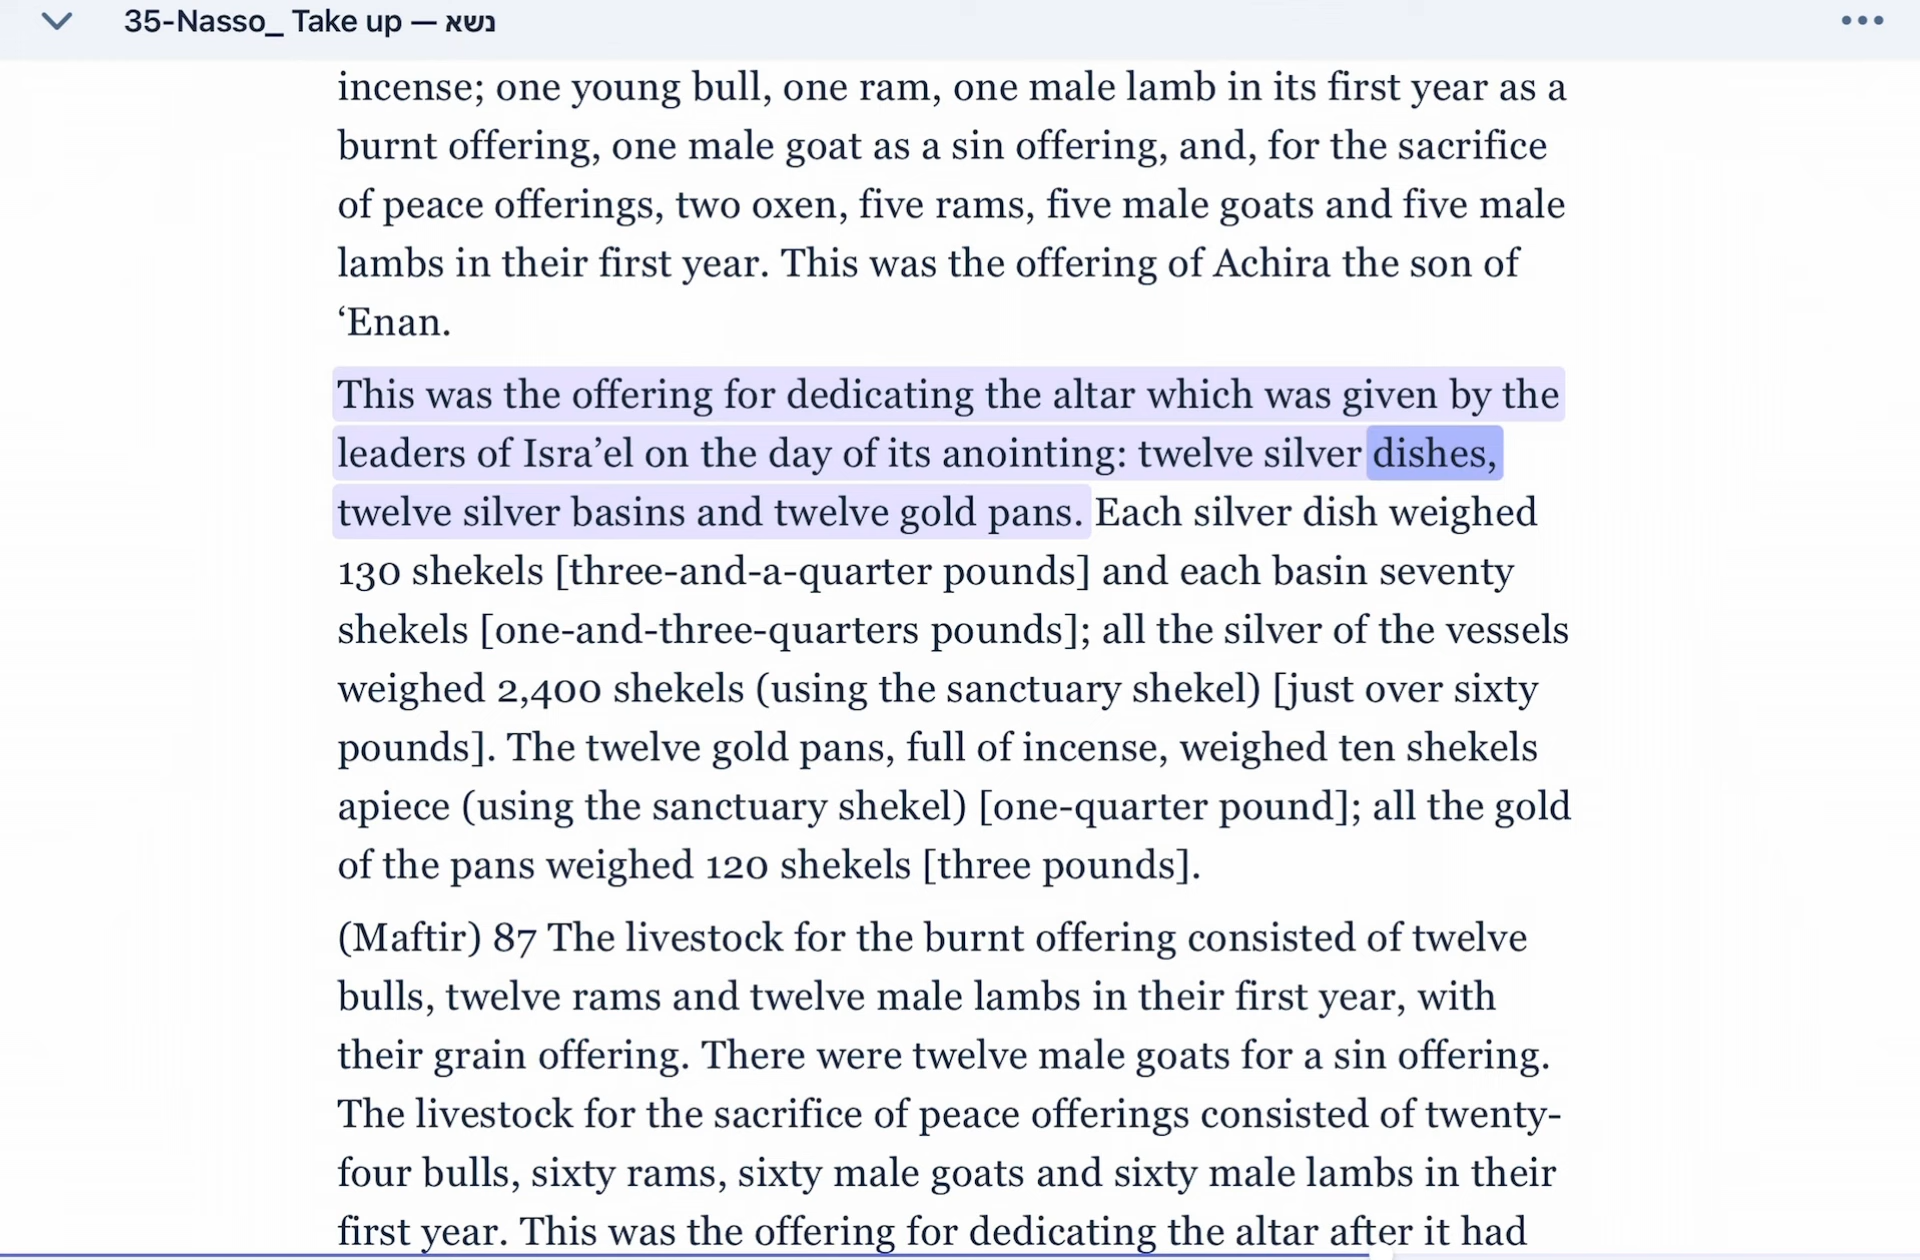 35-Nasso_ Take up — נשא
incense; one young bull, one ram, one male lamb in its first year as a
burnt offering, one male goat as a sin offering, and, for the sacrifice
of peace offerings, two oxen, five rams, five male goats and five male
lambs in their first year. This was the offering of Achira the son of
‘Enan.
This was the offering for dedicating the altar which was given by the
leaders of Isra’el on the day of its anointing: twelve silver dishes,
twelve silver basins and twelve gold pans. Each silver dish weighed
130 shekels [three-and-a-quarter pounds] and each basin seventy
shekels [one-and-three-quarters pounds]; all the silver of the vessels
weighed 2,400 shekels (using the sanctuary shekel) [just over sixty
pounds]. The twelve gold pans, full of incense, weighed ten shekels
apiece (using the sanctuary shekel) [one-quarter pound]; all the gold
of the pans weighed 120 shekels [three pounds].
(Maftir) 87 The livestock for the burnt offering consisted of twelve
bulls, twelve rams and twelve male lambs in their first year, with
their grain offering. There were twelve male goats for a sin offering.
The livestock for the sacrifice of peace offerings consisted of twenty-
four bulls, sixty rams, sixty male goats and sixty male lambs in their
first year. This was the offering for dedicating the altar after it had